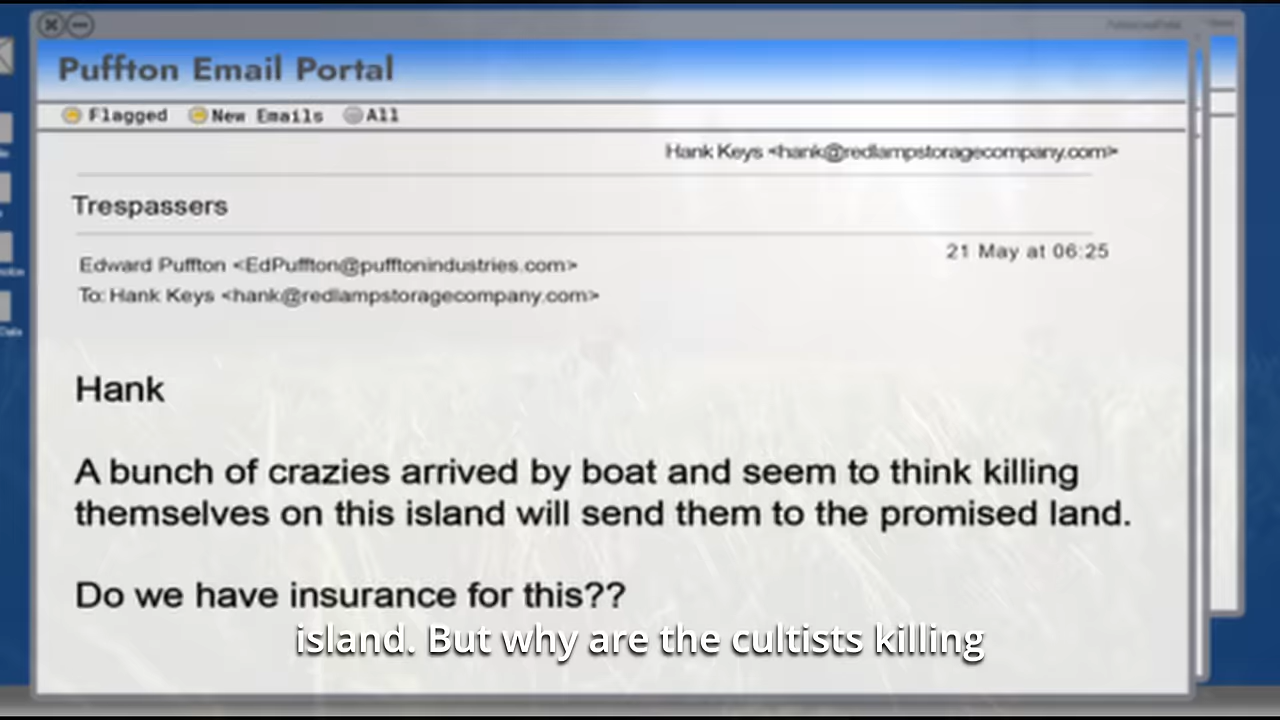 Puffton Email Portal
Flagged New Emails All
Hank Keys <hank@redlampstoragecompany.com>
Trespassers
21 May at 06:25
Edward Puffton <EdPuffton@pufftonindustries.com>
To: Hank Keys <hank@redlampstoragecompany.com>
Hank
A bunch of crazies arrived by boat and seem to think killing
themselves on this island will send them to the promised land.
Do we have insurance for this??
island. But why are the cultists killing